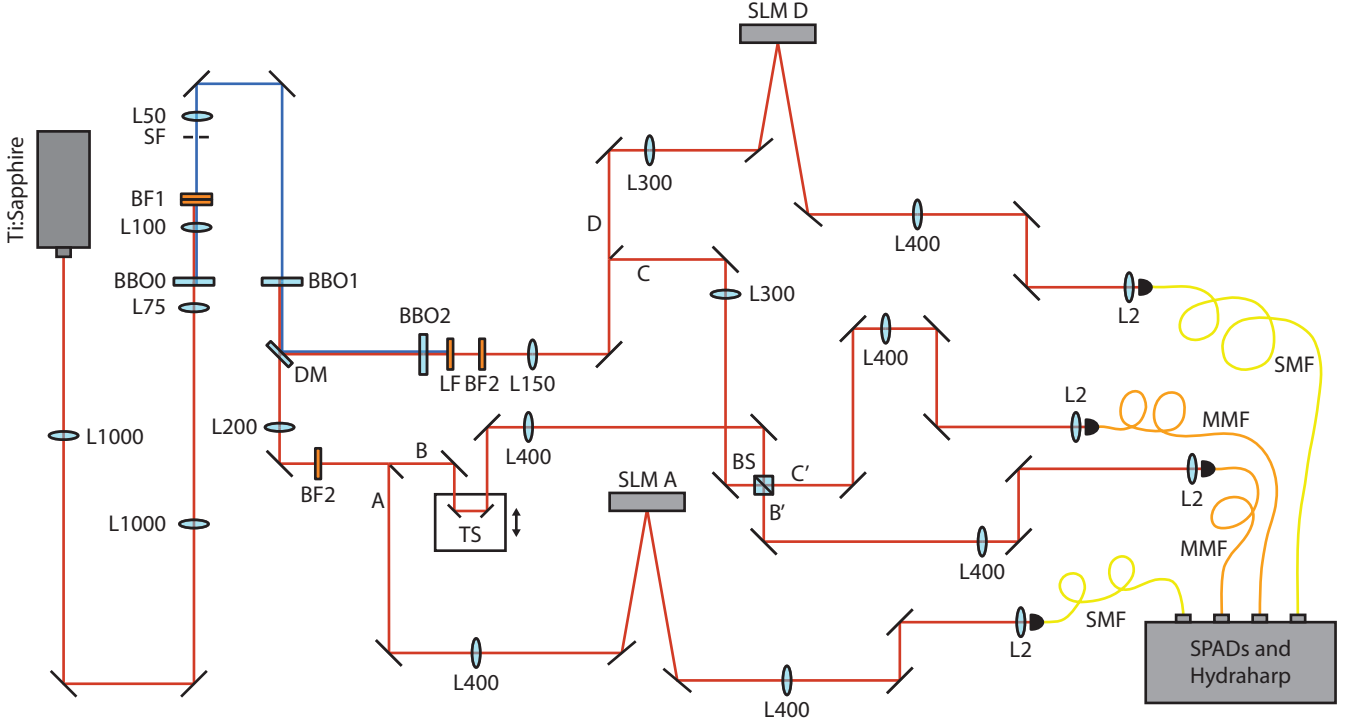 SLM D
L50
SF
Ti:Sapphire
BF1
L100
L300
D
L400
C
BBO0
BBO1
L300
L75
L2
BBO2
SMF
DM
LF
BF2
L150
L400
L2
MMF
L200
L1000
L400
B
BS
C'
L2
BF2
A
SLM A
B'
L1000
TS
L400
MMF
SMF
L2
SPADs and
Hydraharp
L400
L400